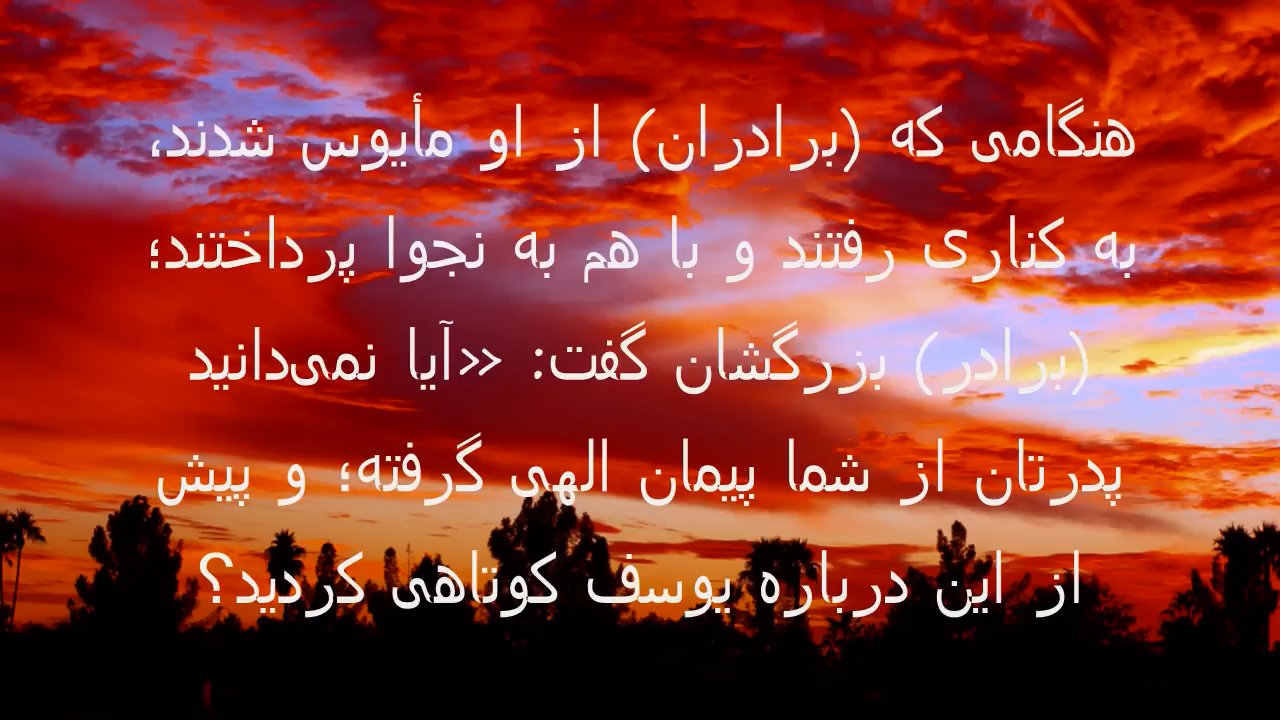 هنگامی که (برادران) از او مأیوس شدند،
به کناری رفتند و با هم به نجوا پرداختند؛
(برادر) بزرگشان گفت: «آیا نمی‌دانید
پدرتان از شما پیمان الهی گرفته؛ و پیش
از این درباره یوسف کوتاهی کردید؟